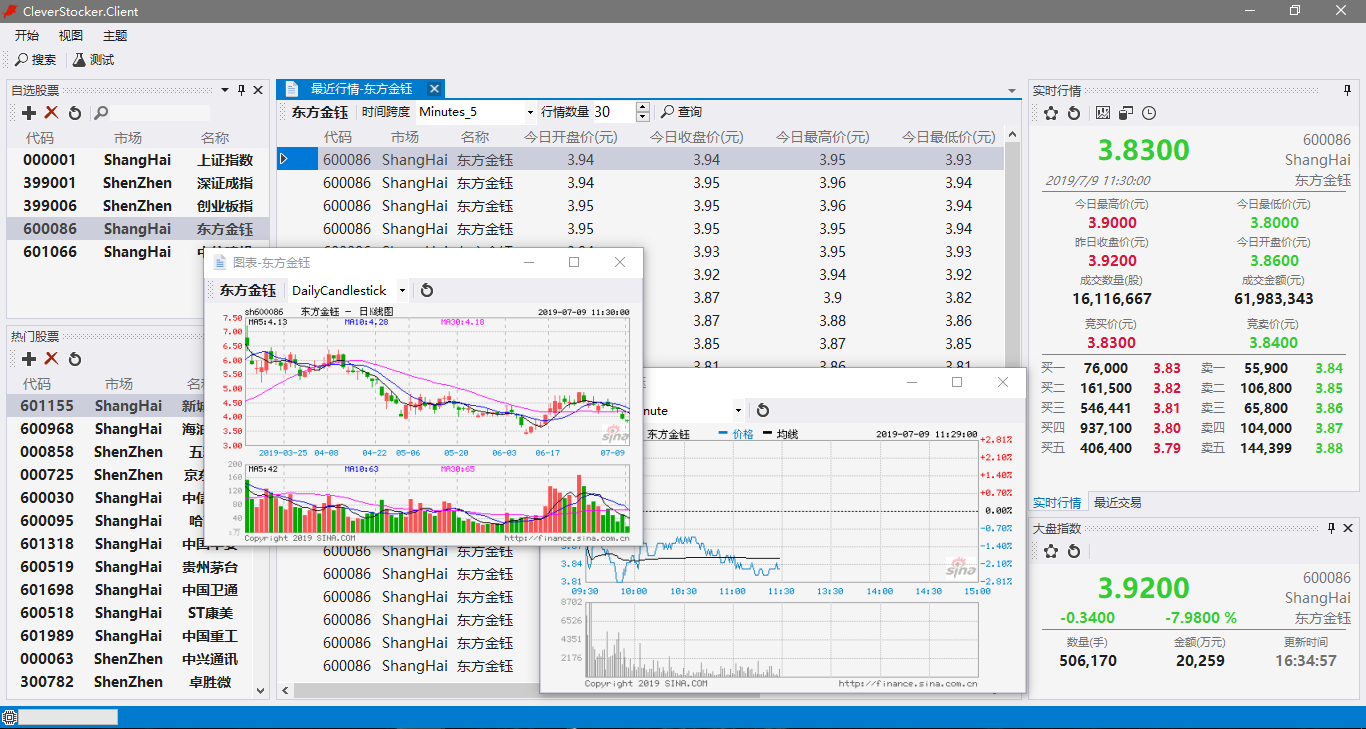 CleverStocker.Client
开始 视图 主题
搜索 测试
自选股票
代码 市场 名称
000001 ShangHai 上证指数
399001 ShenZhen 深证成指
399006 ShenZhen 创业板指
600086 ShangHai 东方金钰
601066 ShangHai
热门股票
代码 市场
601155 ShangHai 新城
600968 ShangHai 海油
000858 ShenZhen 五
000725 ShenZhen 京东
600030 ShangHai 中信
600095 ShangHai 哈
601318 ShangHai 中国平安
600519 ShangHai 贵州茅台
601698 ShangHai 中国卫通
600518 ShangHai ST康美
601989 ShangHai 中国重工
000063 ShenZhen 中兴通讯
300782 ShenZhen 卓胜微
最近行情-东方金钰
东方金钰 时间跨度 Minutes_5 行情数量 30 查询
代码 市场 名称 今日开盘价(元) 今日收盘价(元) 今日最高价(元) 今日最低价(元)
600086 ShangHai 东方金钰 3.94 3.94 3.95 3.93
600086 ShangHai 东方金钰 3.94 3.95 3.96 3.94
600086 ShangHai 东方金钰 3.95 3.95 3.96 3.94
600086 ShangHai 东方金钰 3.95 3.95 3.95 3.94
3.93 3.95 3.93
3.92 3.94 3.92
3.87 3.9 3.82
3.87 3.88 3.86
3.85 3.87 3.85
3.81 3.86 3.81
600086 ShangHai 东方金钰
600086 ShangHai 东方金钰
600086 ShangHai 东方金钰
600086 ShangHai 东方金钰
600086 ShangHai 东方金钰
600086 ShangHai 东方金钰
图表-东方金钰
东方金钰 DailyCandlestick
sh600086 东方金钰 - 日K线图 2019-07-09 11:30:00
MA5:4.13 MA10:4.28 MA30:4.18
7.50
7.00
6.50
6.00
5.50
5.00
4.50
4.00
3.50
3.00
sina
2019-03-25 04-08 04-22 05-06 05-20 06-03 06-17 07-09
MA5:42 MA10:63 MA30:65
200
160
120
80
40
Copyright 2019 SINA.COM http://finance.sina.com.cn
钰
nute
东方金钰 价格 均线 2019-07-09 11:29:00
+2.81%
+2.10%
+1.40%
+0.70%
0.00%
-0.70%
-1.40%
3.84 -2.10%
3.81 -2.81%
sina
09:30 10:00 10:30 11:00 11:30 13:30 14:00 14:30 15:00
8702
6526
4351
2176
Copyright 2019 SINA.COM http://finance.sina.com.cn
实时行情
3.8300
600086
ShangHai
东方金钰
2019/7/9 11:30:00
今日最高价(元) 今日最低价(元)
3.9000 3.8000
昨日收盘价(元) 今日开盘价(元)
3.9200 3.8600
成交数量(股) 成交金额(元)
16,116,667 61,983,343
竞买价(元) 竞卖价(元)
3.8300 3.8400
买一 76,000 3.83 卖一 55,900 3.84
买二 161,500 3.82 卖二 106,800 3.85
买三 546,441 3.81 卖三 65,800 3.86
买四 937,100 3.80 卖四 104,000 3.87
买五 406,400 3.79 卖五 144,399 3.88
实时行情 最近交易
大盘指数
3.9200
600086
ShangHai
东方金钰
-0.3400 -7.9800 %
数量(手) 金额(万元) 更新时间
506,170 20,259 16:34:57